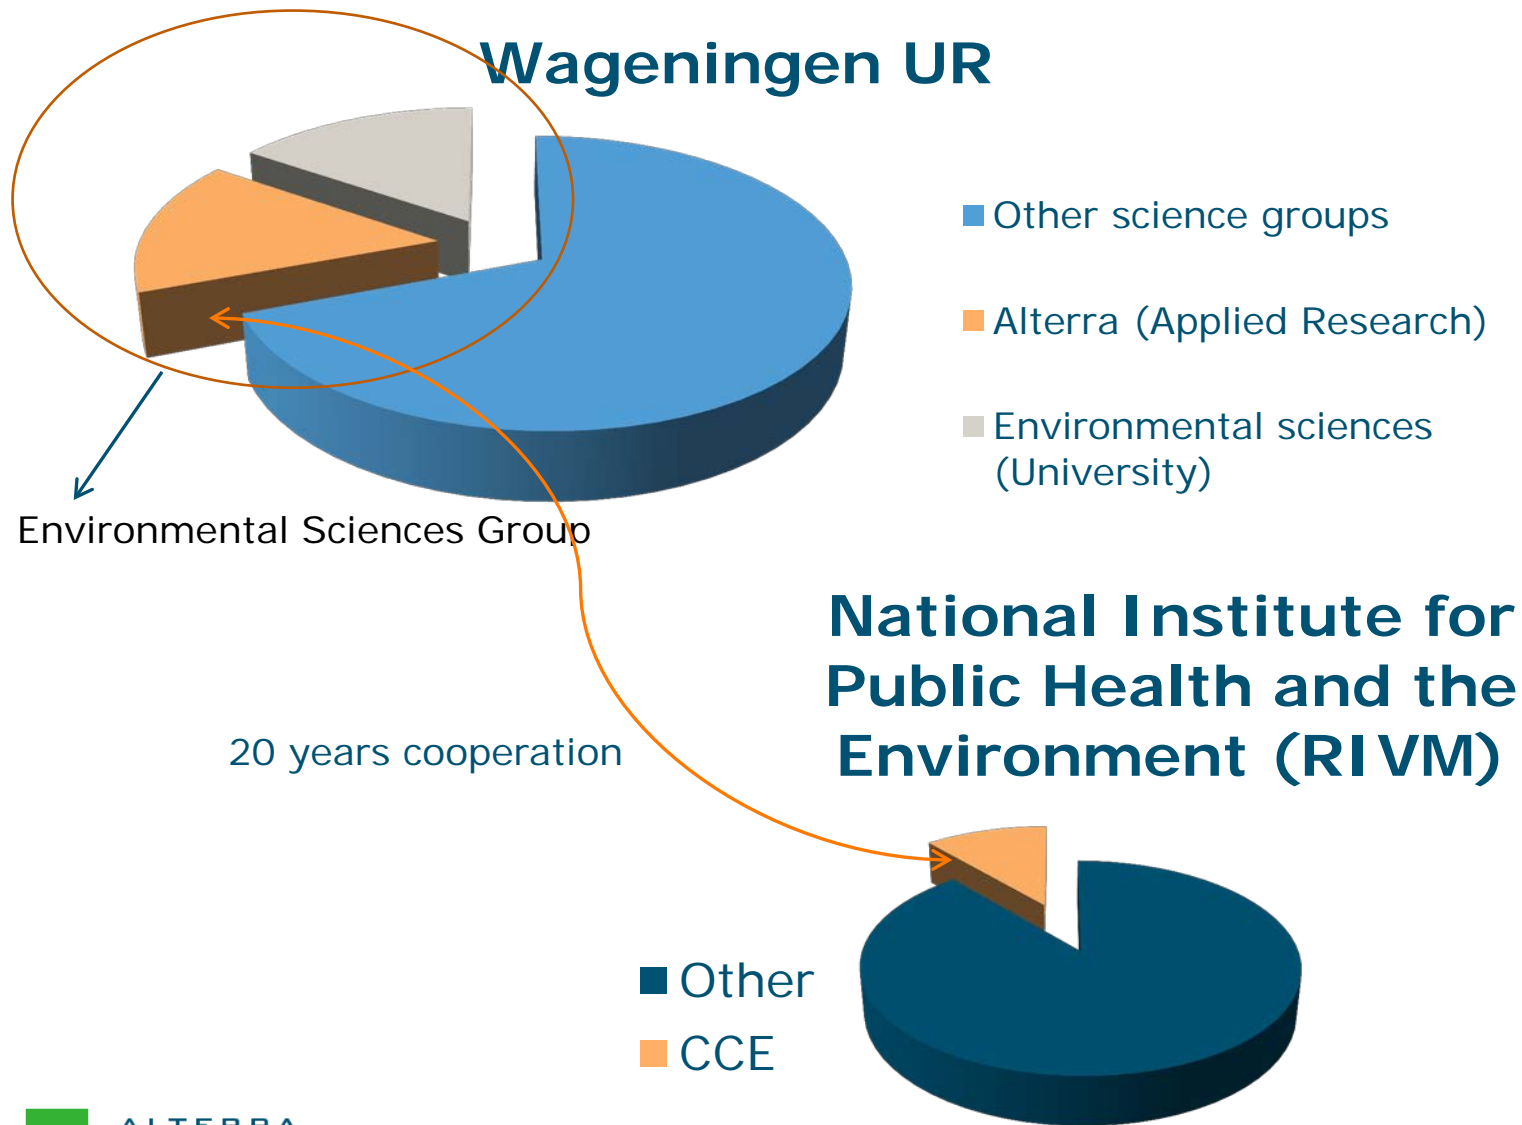 Wageningen UR
Other science groups
Alterra (Applied Research)
Environmental sciences
(University)
Environmental Sciences Group
National Institute for
Public Health and the
Environment (RIVM)
20 years cooperation
Other
CCE
ALTERRA